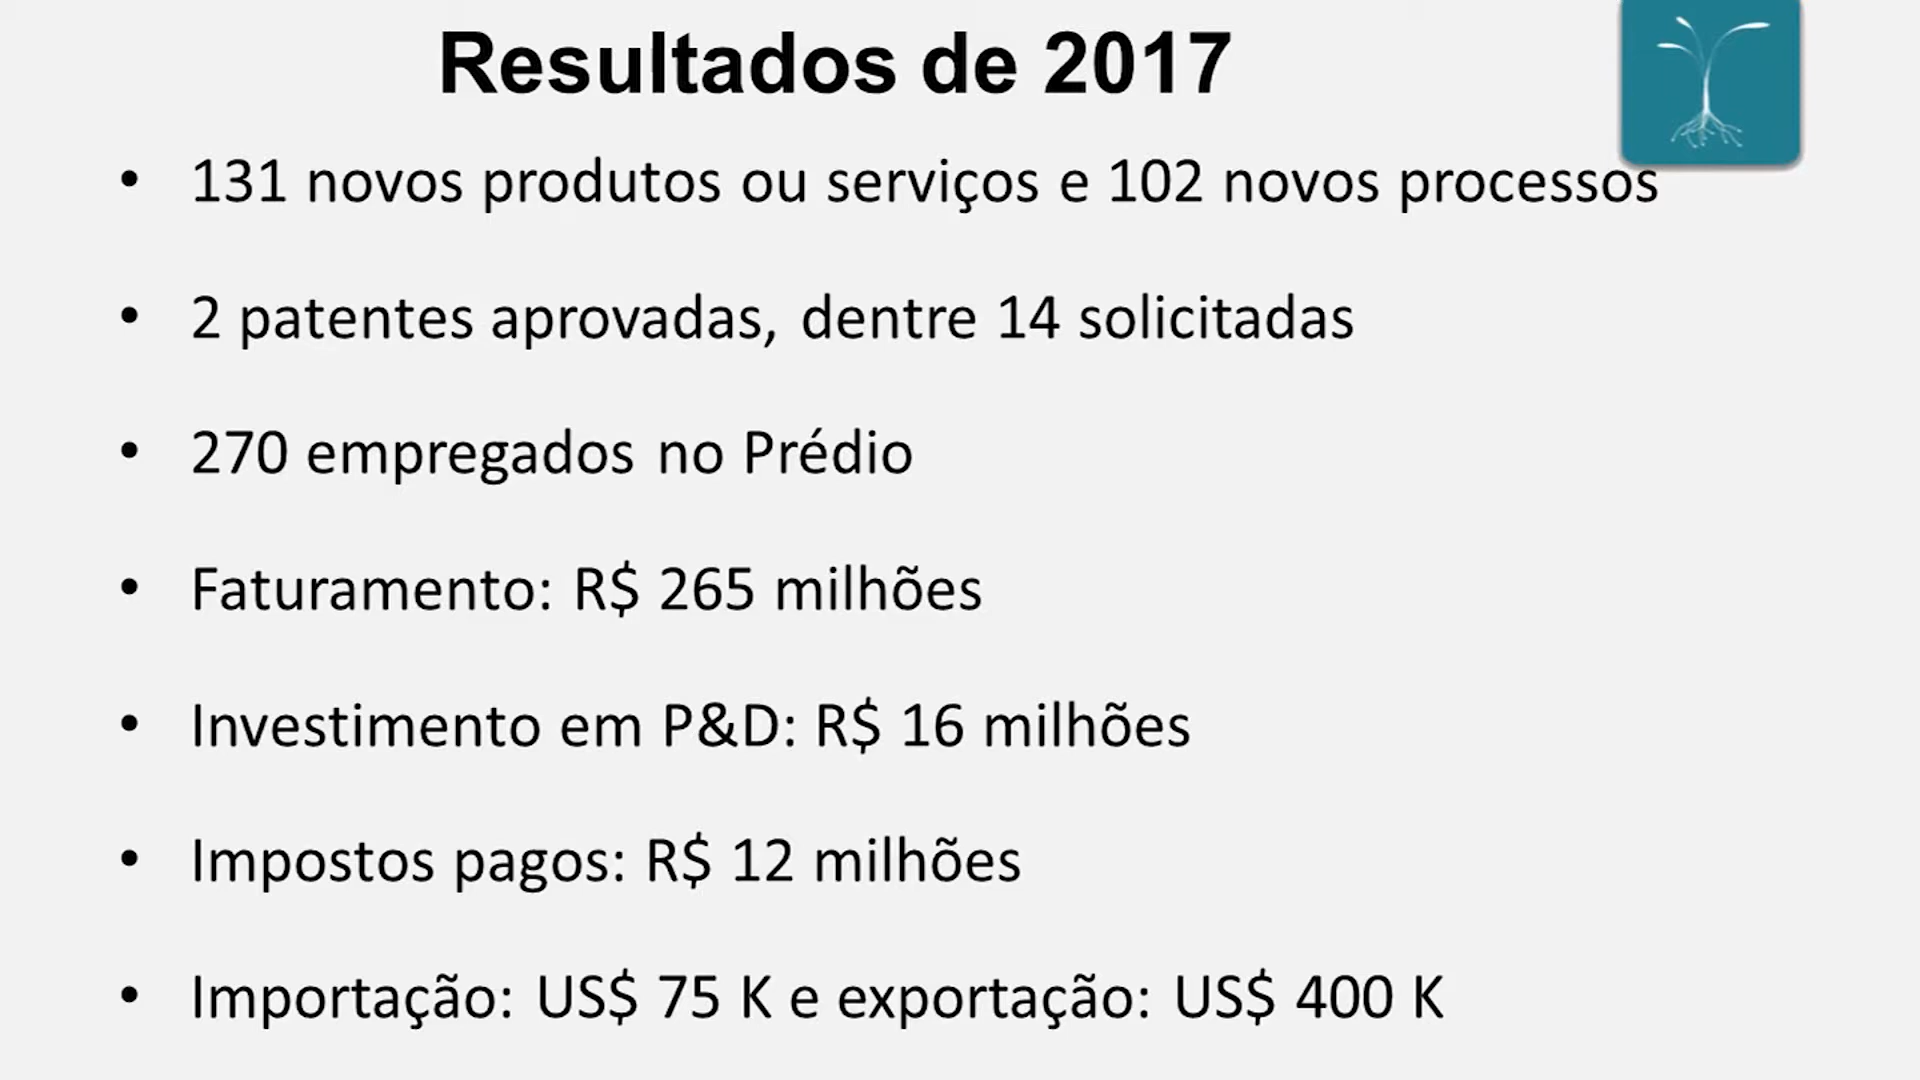 Resultados de 2017
• 131 novos produtos ou serviços e 102 novos processos
• 2 patentes aprovadas, dentre 14 solicitadas
• 270 empregados no Prédio
• Faturamento: R$ 265 milhões
• Investimento em P&D: R$ 16 milhões
• Impostos pagos: R$ 12 milhões
• Importação: US$ 75 K e exportação: US$ 400 K